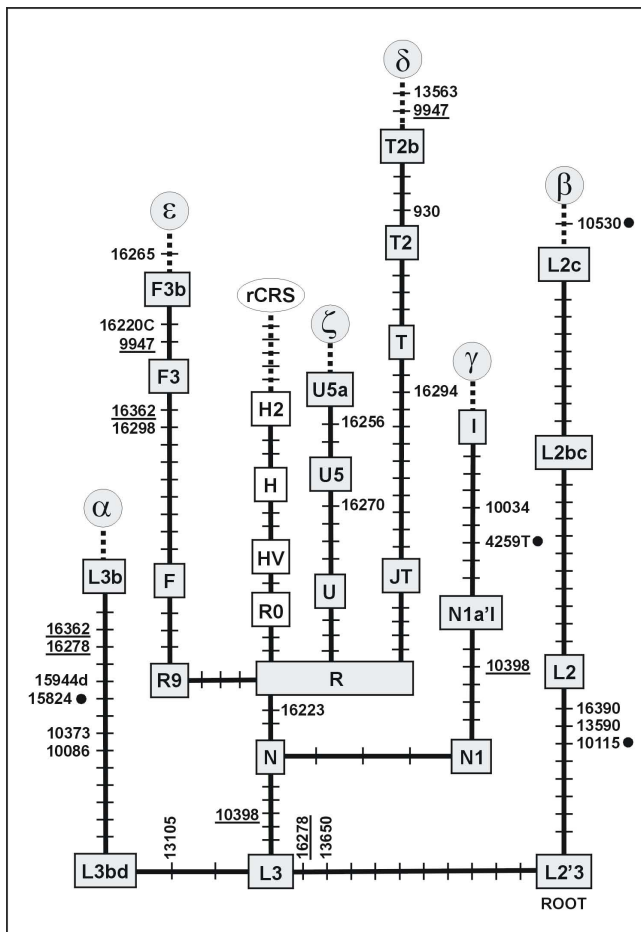 δ
13563
9947
T2b
β
ε
930
10530
16265
T2
L2c
F3b
rCRS
ζ
16220C
9947
T
γ
F3
U5a
16294
16362
H2
16256
I
16298
L2bc
U5
H
α
16270
10034
4259T
HV
L3b
F
JT
U
R0
N1a'I
16362
16278
10398
L2
15944d
R9
R
15824
16223
16390
13590
10373
10115
10086
N
N1
10398
13105
16278
13650
L3bd
L3
L2'3
ROOT